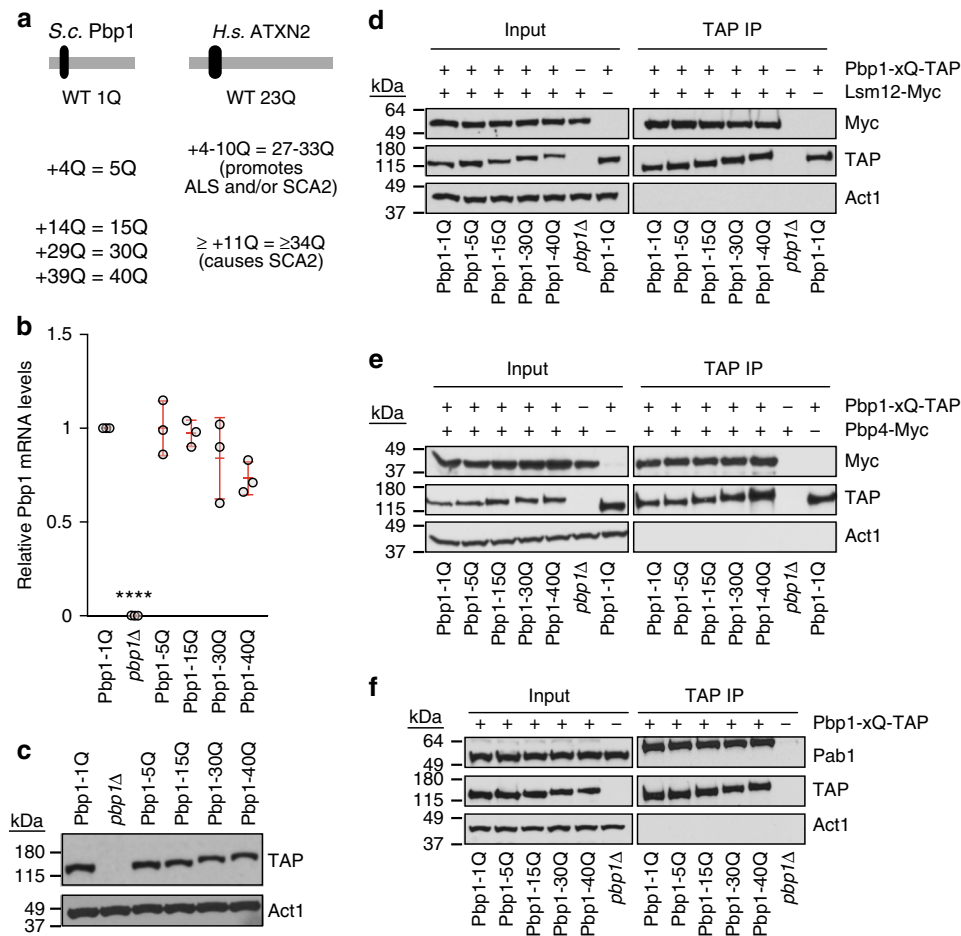 a
S.c. Pbp1
H.s. ATXN2
WT 1Q
WT 23Q
+4Q = 5Q
+4-10Q = 27-33Q
(promotes
ALS and/or SCA2)
+14Q = 15Q
+29Q = 30Q
+39Q = 40Q
≥ +11Q = ≥34Q
(causes SCA2)
b
Relative Pbp1 mRNA levels
1.5
1
0.5
0
****
Pbp1-1Q
pbp1Δ
Pbp1-5Q
Pbp1-15Q
Pbp1-30Q
Pbp1-40Q
c
Pbp1-1Q
pbp1Δ
Pbp1-5Q
Pbp1-15Q
Pbp1-30Q
Pbp1-40Q
kDa
180
115
TAP
49
37
Act1
d
Input
TAP IP
+ + + + + − + + + + + + − + Pbp1-xQ-TAP
+ + + + + + − + + + + + + − Lsm12-Myc
kDa
64
49
Myc
180
115
TAP
49
37
Act1
Pbp1-1Q
Pbp1-5Q
Pbp1-15Q
Pbp1-30Q
Pbp1-40Q
pbp1Δ
Pbp1-1Q
Pbp1-1Q
Pbp1-5Q
Pbp1-15Q
Pbp1-30Q
Pbp1-40Q
pbp1Δ
Pbp1-1Q
e
Input
TAP IP
+ + + + + − + + + + + + − + Pbp1-xQ-TAP
+ + + + + + − + + + + + + − Pbp4-Myc
kDa
49
37
Myc
180
115
TAP
49
37
Act1
Pbp1-1Q
Pbp1-5Q
Pbp1-15Q
Pbp1-30Q
Pbp1-40Q
pbp1Δ
Pbp1-1Q
Pbp1-1Q
Pbp1-5Q
Pbp1-15Q
Pbp1-30Q
Pbp1-40Q
pbp1Δ
Pbp1-1Q
f
Input
TAP IP
+ + + + + − + + + + + − Pbp1-xQ-TAP
kDa
64
49
Pab1
180
115
TAP
49
37
Act1
Pbp1-1Q
Pbp1-5Q
Pbp1-15Q
Pbp1-30Q
Pbp1-40Q
pbp1Δ
Pbp1-1Q
Pbp1-5Q
Pbp1-15Q
Pbp1-30Q
Pbp1-40Q
pbp1Δ